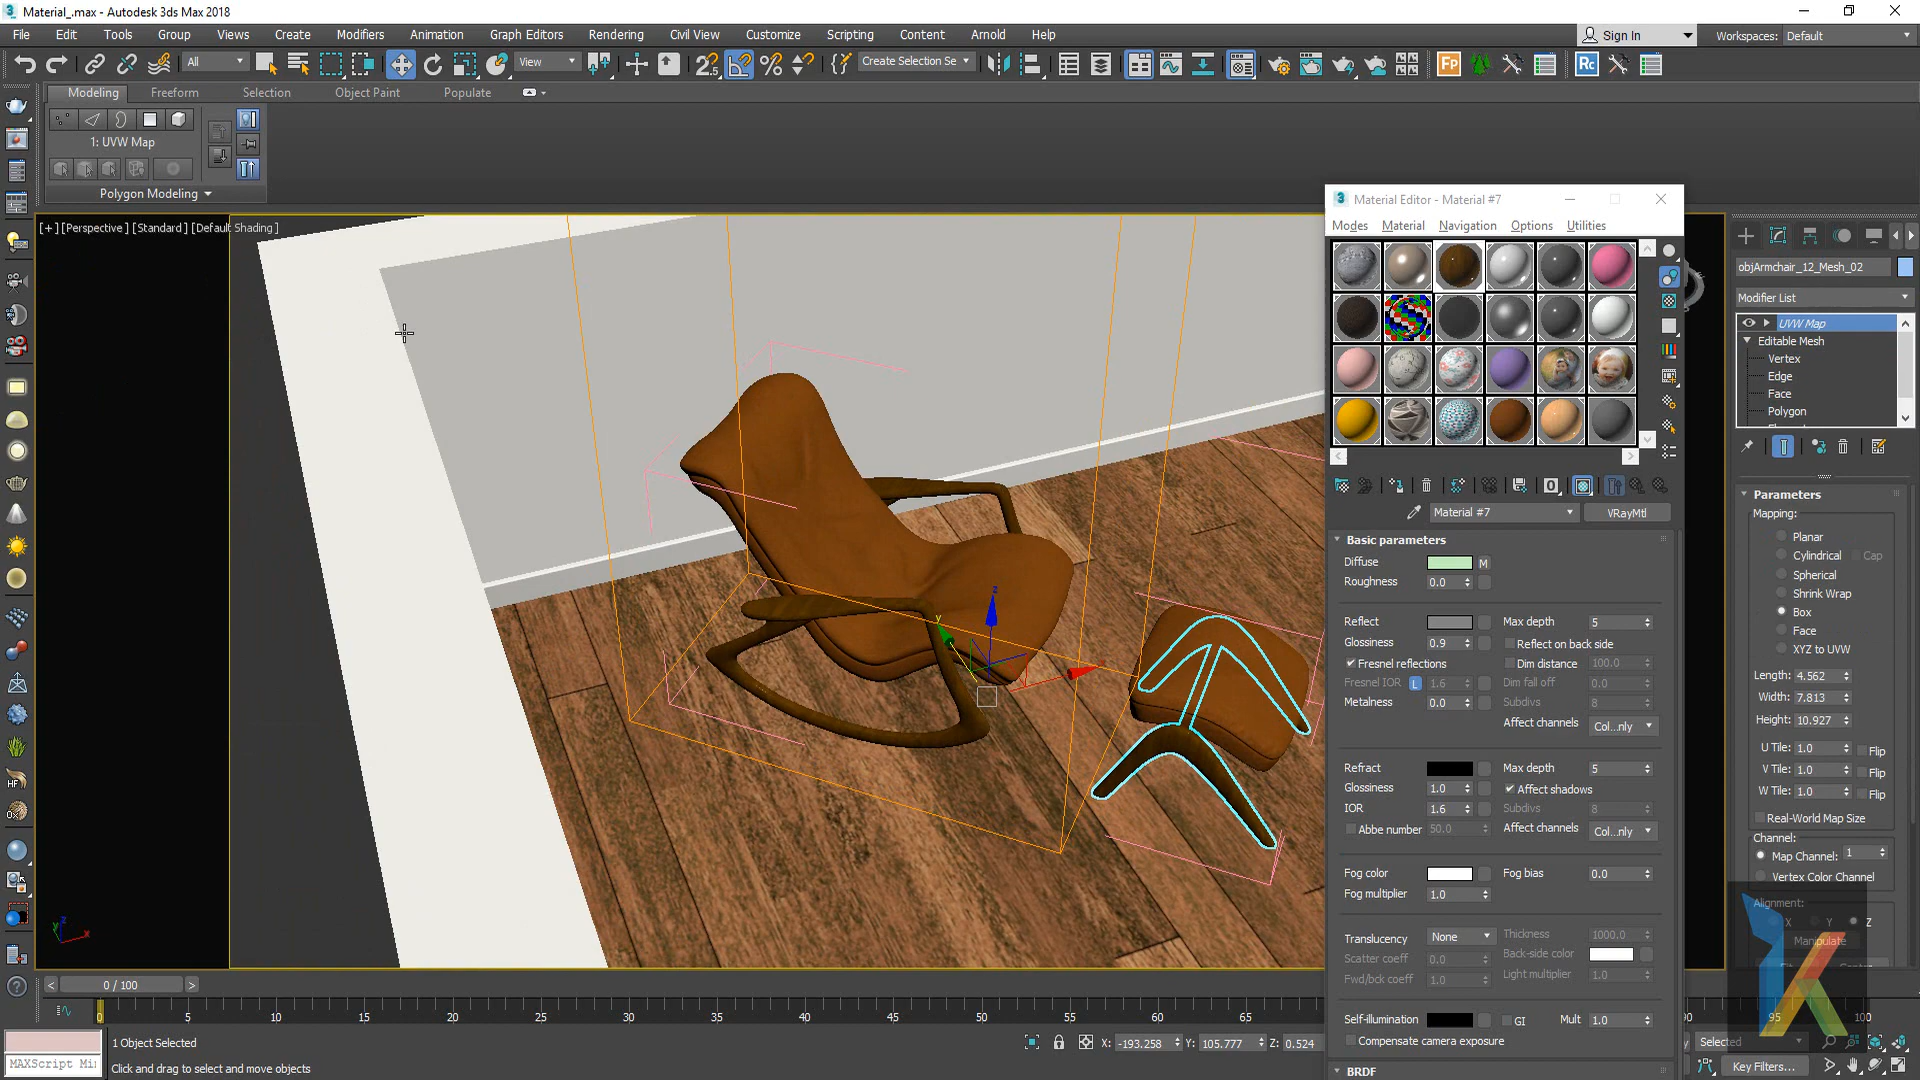 Material_.max - Autodesk 3ds Max 2018
File Edit Tools Group Views Create Modifiers Animation Graph Editors Rendering Civil View Customize Scripting Content Arnold Help
Sign In
Workspaces: Default
All
View
Create Selection Se
Fp
Rc
Modeling Freeform Selection Object Paint Populate
1: UVW Map
Polygon Modeling
[+] [Perspective ] [Standard ] [Default Shading ]
Material Editor - Material #7
Modes Material Navigation Options Utilities
Material #7
VRayMtl
Basic parameters
Diffuse M
Roughness 0.0
Reflect Max depth 5
Glossiness 0.9 Reflect on back side
Fresnel reflections Dim distance 100.0
Fresnel IOR L 1.6 Dim fall off 0.0
Metalness 0.0 Subdivs 8
Affect channels Col...nly
Refract Max depth 5
Glossiness 1.0 Affect shadows
IOR 1.6 Subdivs 8
Abbe number 50.0 Affect channels Col...nly
Fog color Fog bias 0.0
Fog multiplier 1.0
Translucency None Thickness 1000.0
Scatter coeff 0.0 Back-side color
Fwd/bck coeff 1.0 Light multiplier 1.0
Self-illumination GI Mult 1.0
Compensate camera exposure
BRDF
objArmchair_12_Mesh_02
Modifier List
UVW Map
Editable Mesh
Vertex
Edge
Face
Polygon
Parameters
Mapping:
Planar
Cylindrical Cap
Spherical
Shrink Wrap
Box
Face
XYZ to UVW
Length: 4.562
Width: 7.813
Height: 10.927
U Tile: 1.0 Flip
V Tile: 1.0 Flip
W Tile: 1.0 Flip
Real-World Map Size
Channel:
Map Channel: 1
Vertex Color Channel
Alignment:
X Y Z
Manipulate
z
y
z
y x
HF
0 / 100
0 5 10 15 20 25 30 35 40 45 50 55 60 65 90 95 100
1 Object Selected
X: -193.258 Y: 105.777 Z: 0.524
Selected
MAXScript Mi
Click and drag to select and move objects
Key Filters...